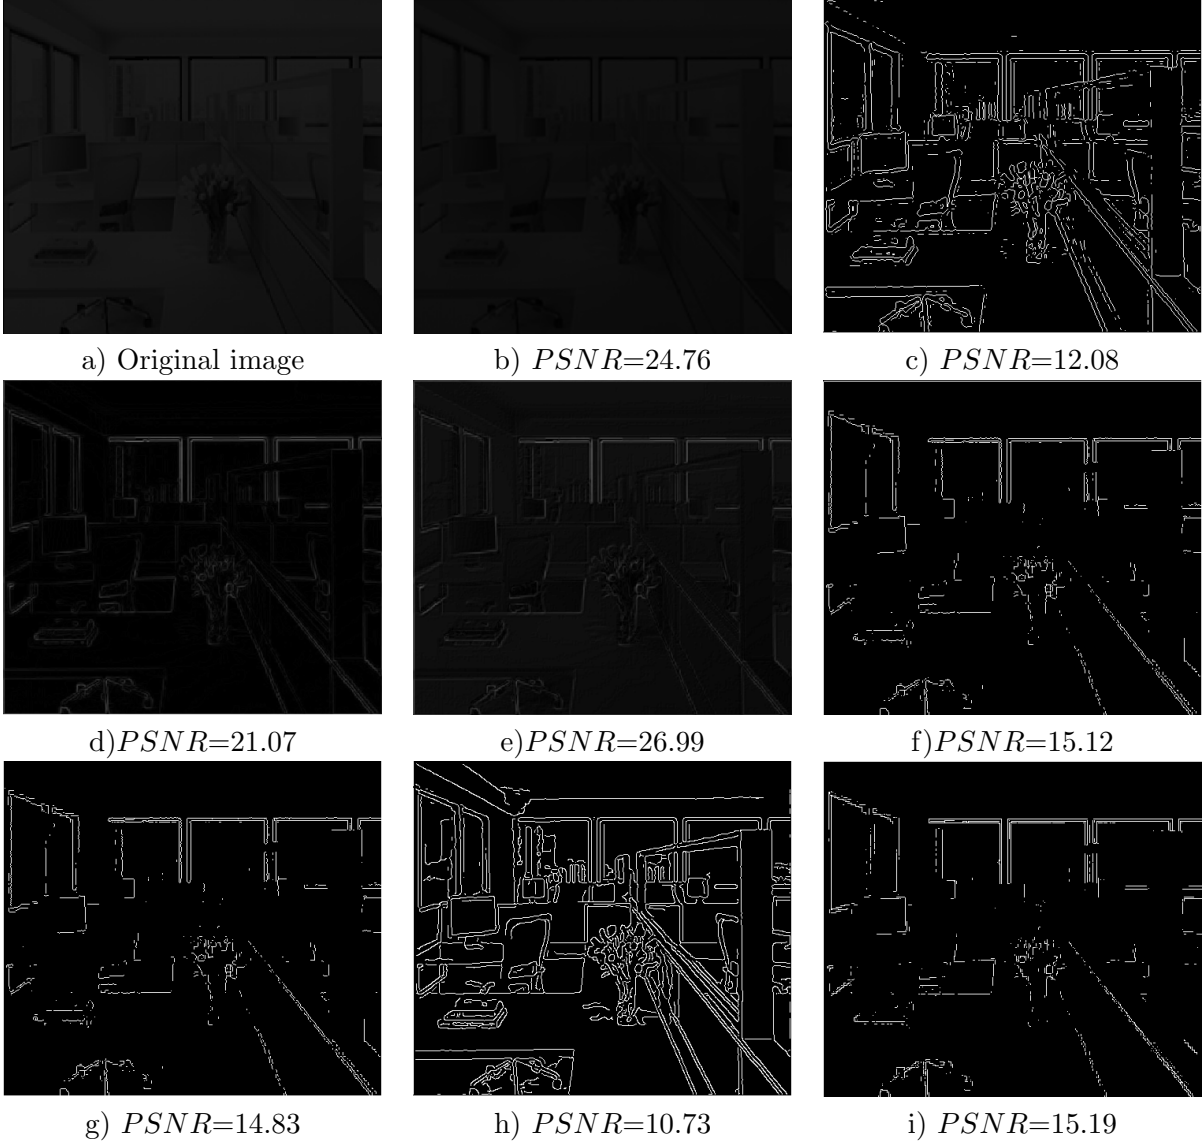 a) Original image
b) PSNR=24.76
c) PSNR=12.08
d)PSNR=21.07
e)PSNR=26.99
f)PSNR=15.12
g) PSNR=14.83
h) PSNR=10.73
i) PSNR=15.19